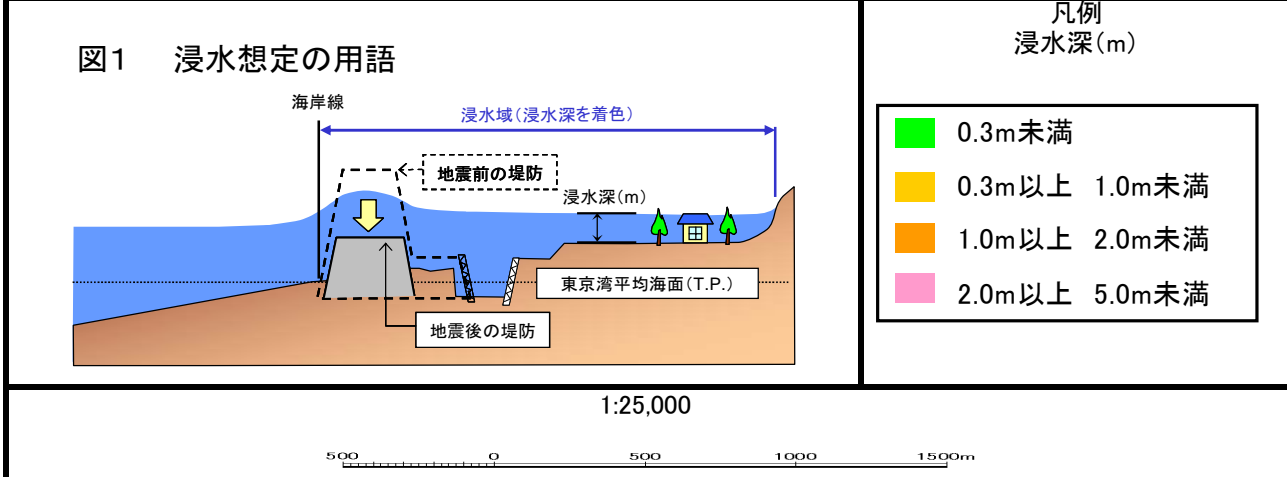 図1 浸水想定の用語
海岸線
浸水域(浸水深を着色)
地震前の堤防
浸水深(m)
東京湾平均海面(T.P.)
地震後の堤防
凡例
浸水深(m)
0.3m未満
0.3m以上 1.0m未満
1.0m以上 2.0m未満
2.0m以上 5.0m未満
1:25,000
500 0 500 1000 1500m